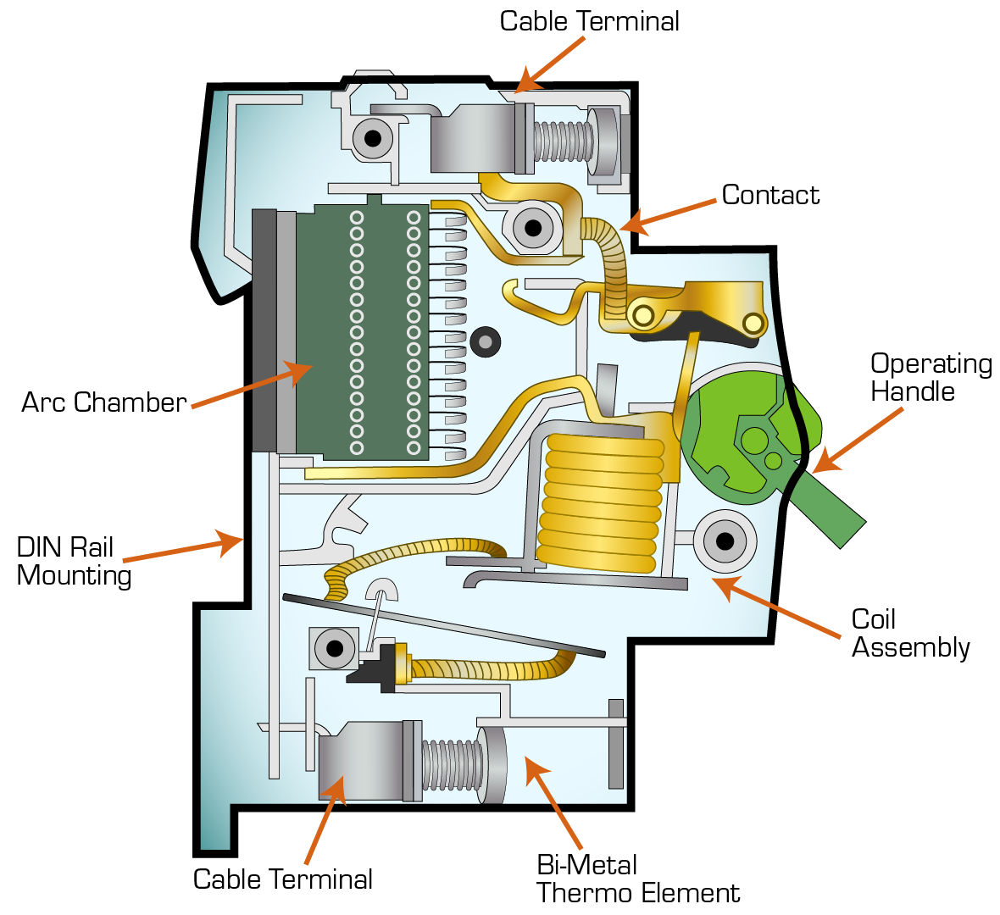 Cable Terminal
Contact
Operating
Handle
Arc Chamber
DIN Rail
Mounting
Coil
Assembly
Cable Terminal
Bi-Metal
Thermo Element